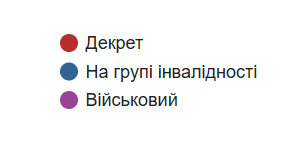 Декрет
На групі інвалідності
Військовий